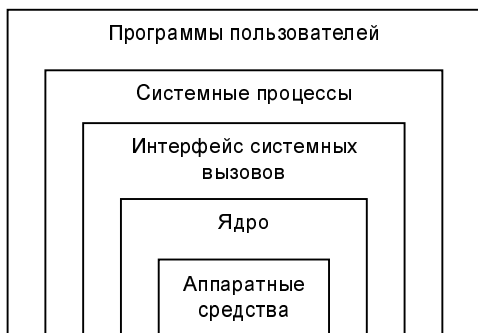 Программы пользователей
Системные процессы
Интерфейс системных
вызовов
Ядро
Аппаратные
средства